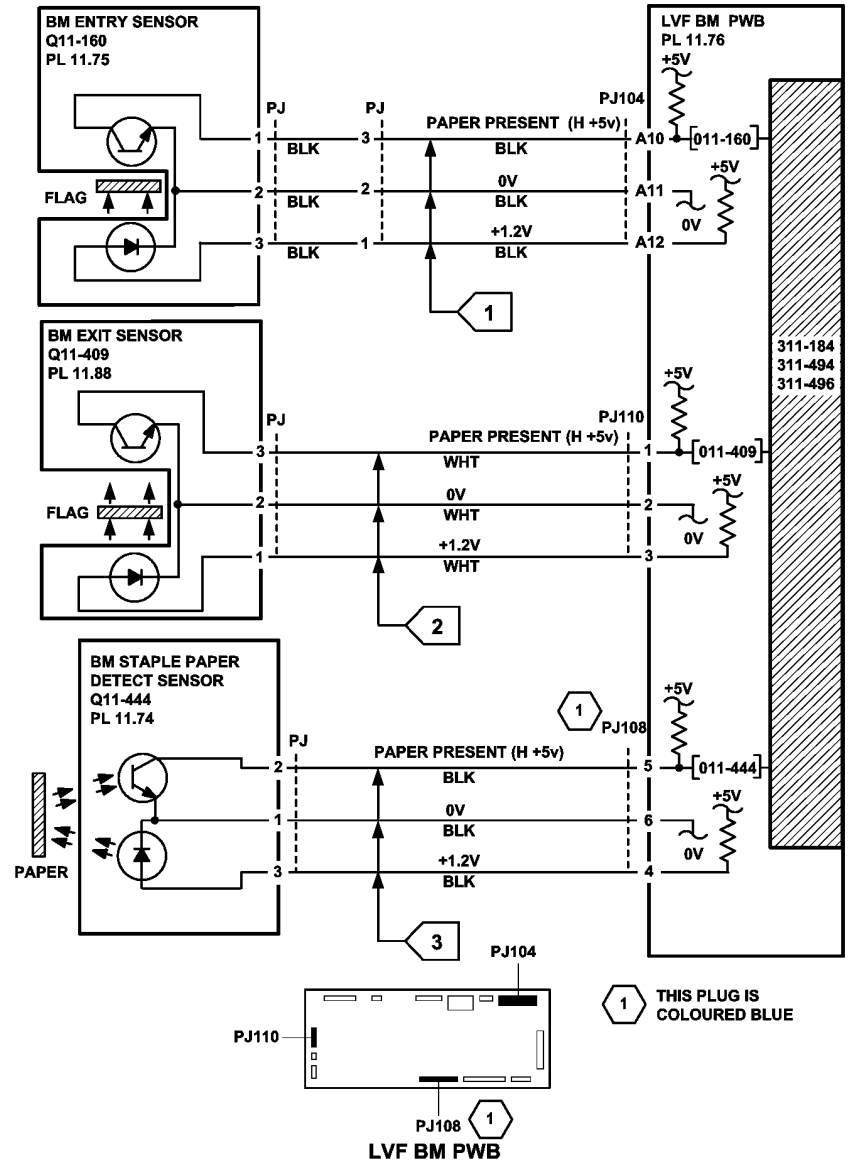 BM ENTRY SENSOR
Q11-160
PL 11.75
FLAG
1
2
3
PJ
BLK
BLK
BLK
3
2
1
PJ
PAPER PRESENT (H +5v)
BLK
0V
BLK
+1.2V
BLK
1
PJ104
A10
A11
A12
LVF BM PWB
PL 11.76
+5V
011-160
+5V
0V
BM EXIT SENSOR
Q11-409
PL 11.88
FLAG
3
2
1
PJ
PAPER PRESENT (H +5v)
WHT
0V
WHT
+1.2V
WHT
2
PJ110
1
2
3
+5V
011-409
+5V
0V
311-184
311-494
311-496
BM STAPLE PAPER
DETECT SENSOR
Q11-444
PL 11.74
PAPER
2
1
3
PJ
PAPER PRESENT (H +5v)
BLK
0V
BLK
+1.2V
BLK
3
1
PJ108
5
6
4
+5V
011-444
+5V
0V
PJ104
PJ110
PJ108
1
LVF BM PWB
1
THIS PLUG IS
COLOURED BLUE